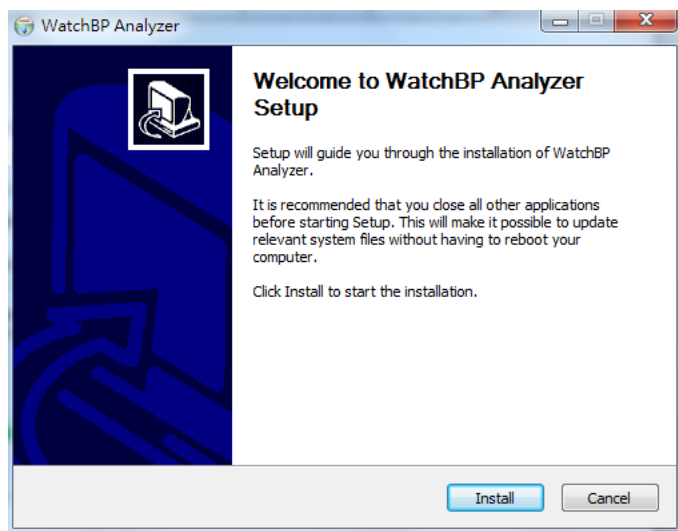 WatchBP Analyzer
Welcome to WatchBP Analyzer
Setup
Setup will guide you through the installation of WatchBP
Analyzer.
It is recommended that you close all other applications
before starting Setup. This will make it possible to update
relevant system files without having to reboot your
computer.
Click Install to start the installation.
Install
Cancel